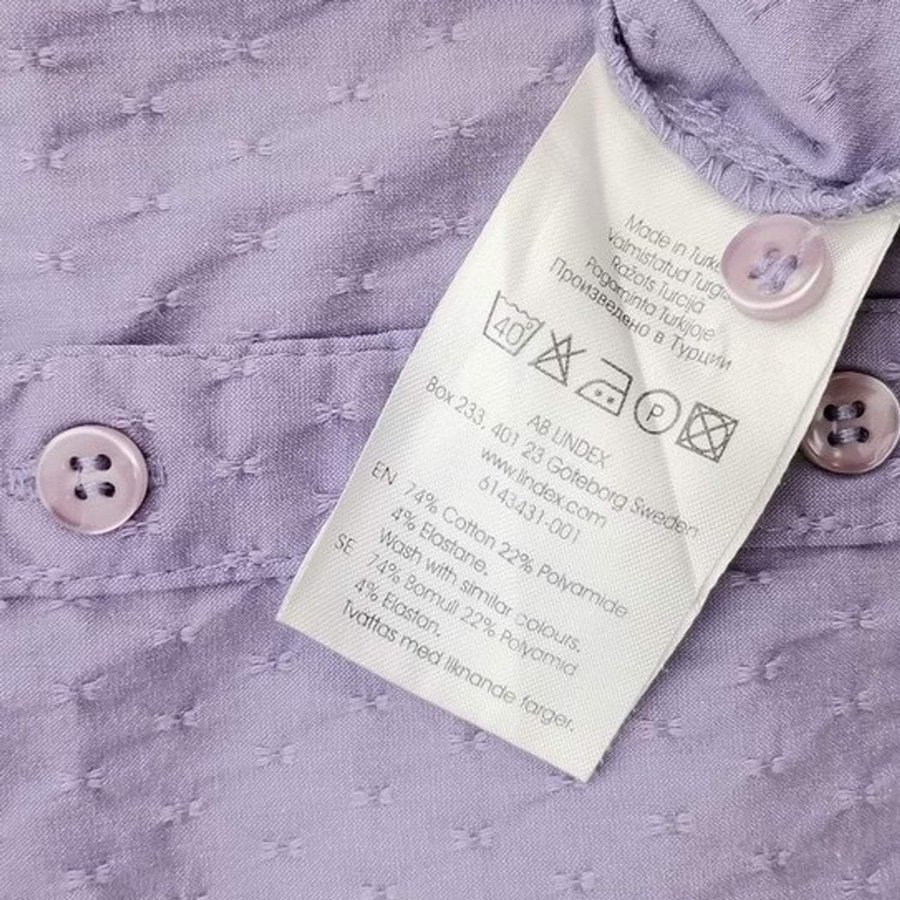 Made in Turkey
Valmistatud Türgis
Ražots Turcijā
Pagaminta Turkijoje
Произведено в Турции
40°
P
AB LINDEX
Box 233, 401 23 Göteborg Sweden
www.lindex.com
6143431-001
EN 74% Cotton 22% Polyamide
4% Elastane.
Wash with similar colours.
SE 74% Bomull 22% Polyamid
4% Elastan.
Tvättas med liknande färger.